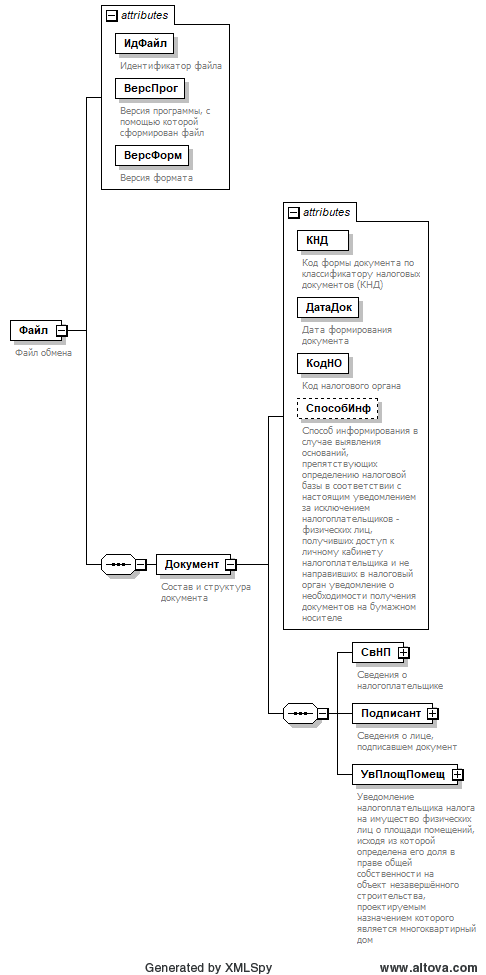 attributes
ИдФайл
Идентификатор файла
ВерсПрог
Версия программы, с
помощью которой
сформирован файл
ВерсФорм
Версия формата
Файл
Файл обмена
Документ
Состав и структура
документа
attributes
КНД
Код формы документа по
классификатору налоговых
документов (КНД)
ДатаДок
Дата формирования
документа
КодНО
Код налогового органа
СпособИнф
Способ информирования в
случае выявления
оснований,
препятствующих
определению налоговой
базы в соответствии с
настоящим уведомлением
за исключением
налогоплательщиков -
физических лиц,
получивших доступ к
личному кабинету
налогоплательщика и не
направивших в налоговый
орган уведомление о
необходимости получения
документов на бумажном
носителе
СвНП
Сведения о
налогоплательщике
Подписант
Сведения о лице,
подписавшем документ
УвПлощПомещ
Уведомление
налогоплательщика налога
на имущество физических
лиц о площади помещений,
исходя из которой
определена его доля в
праве общей
собственности на
объект незавершённого
строительства,
проектируемым
назначением которого
является многоквартирный
дом
Generated by XMLSpy
www.altova.com